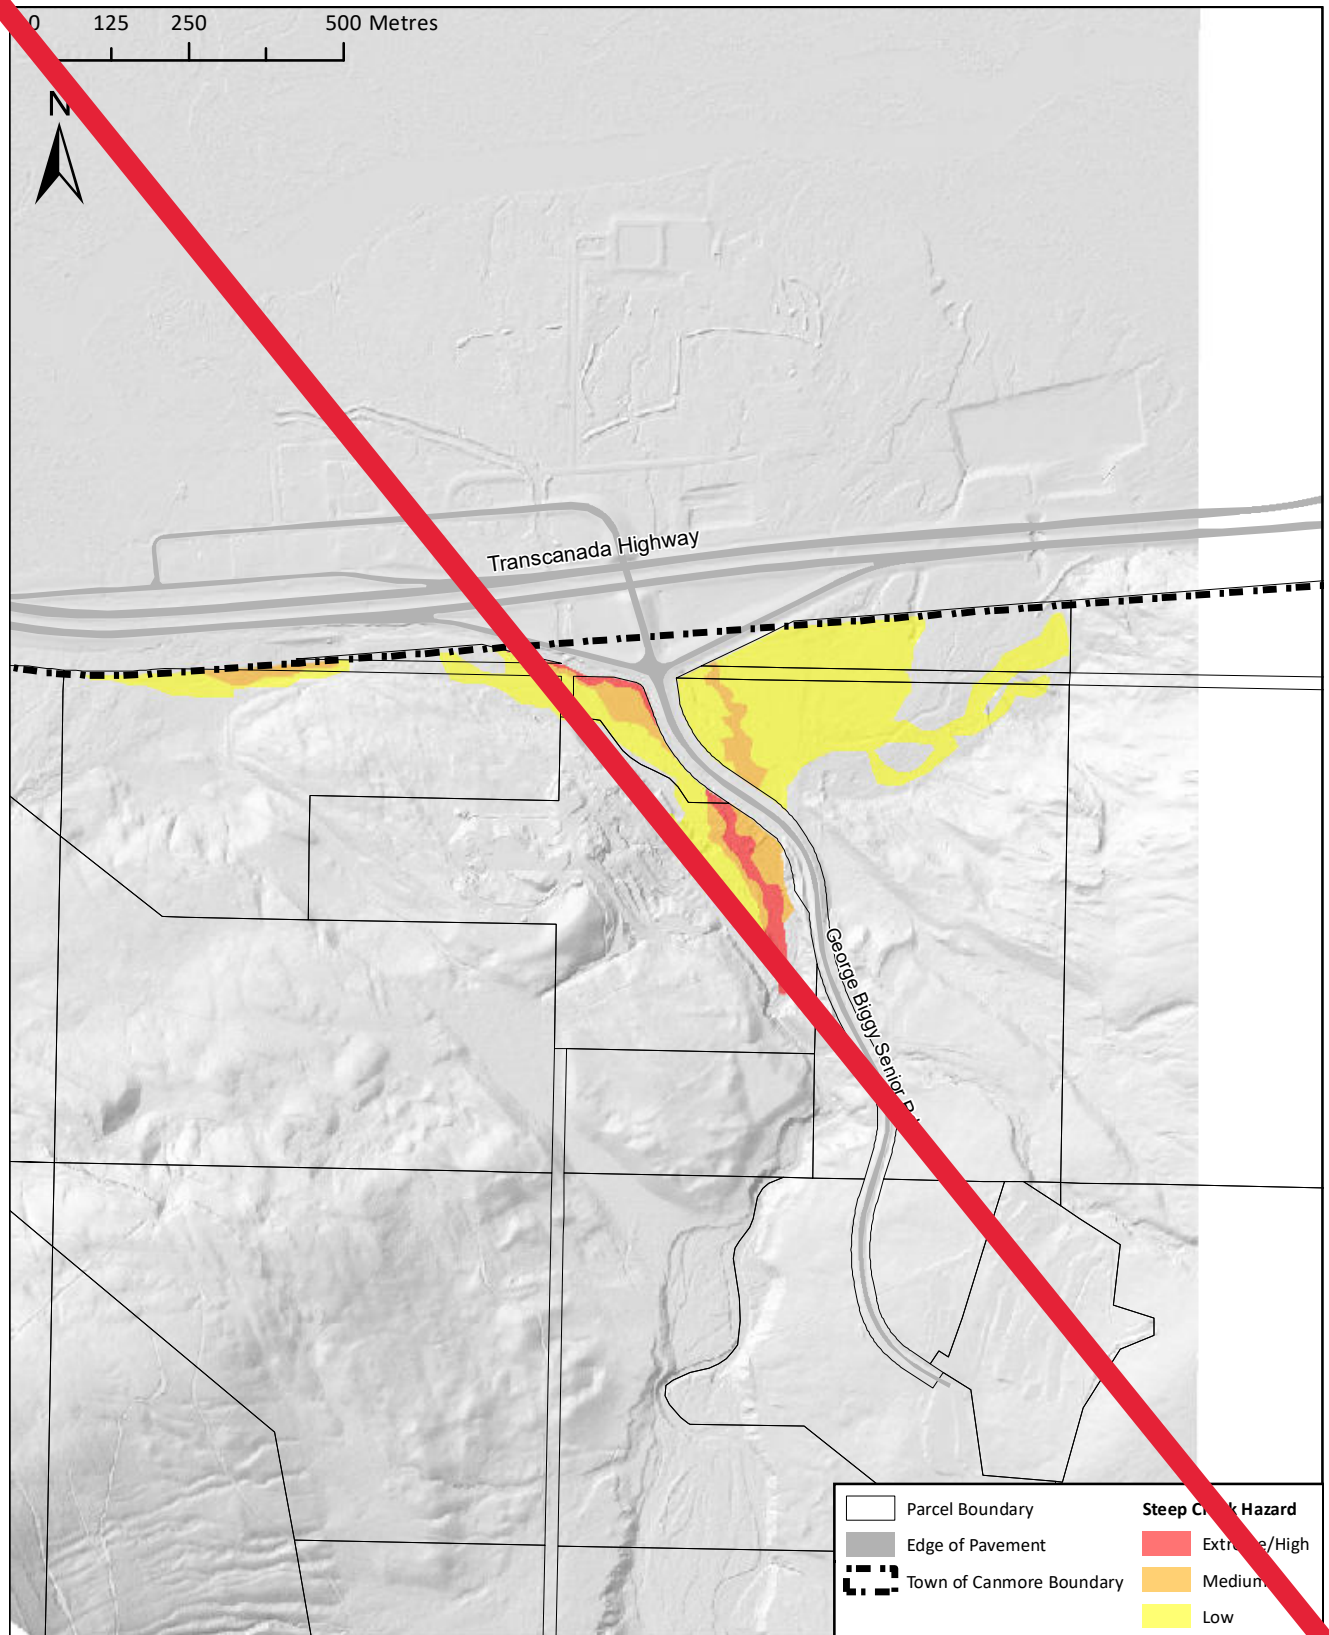 0 125 250 500 Metres
N
Transcanada Highway
George Biggy Senior
Parcel Boundary
Edge of Pavement
Town of Canmore Boundary
Steep Hazard
/High
Medium
Low